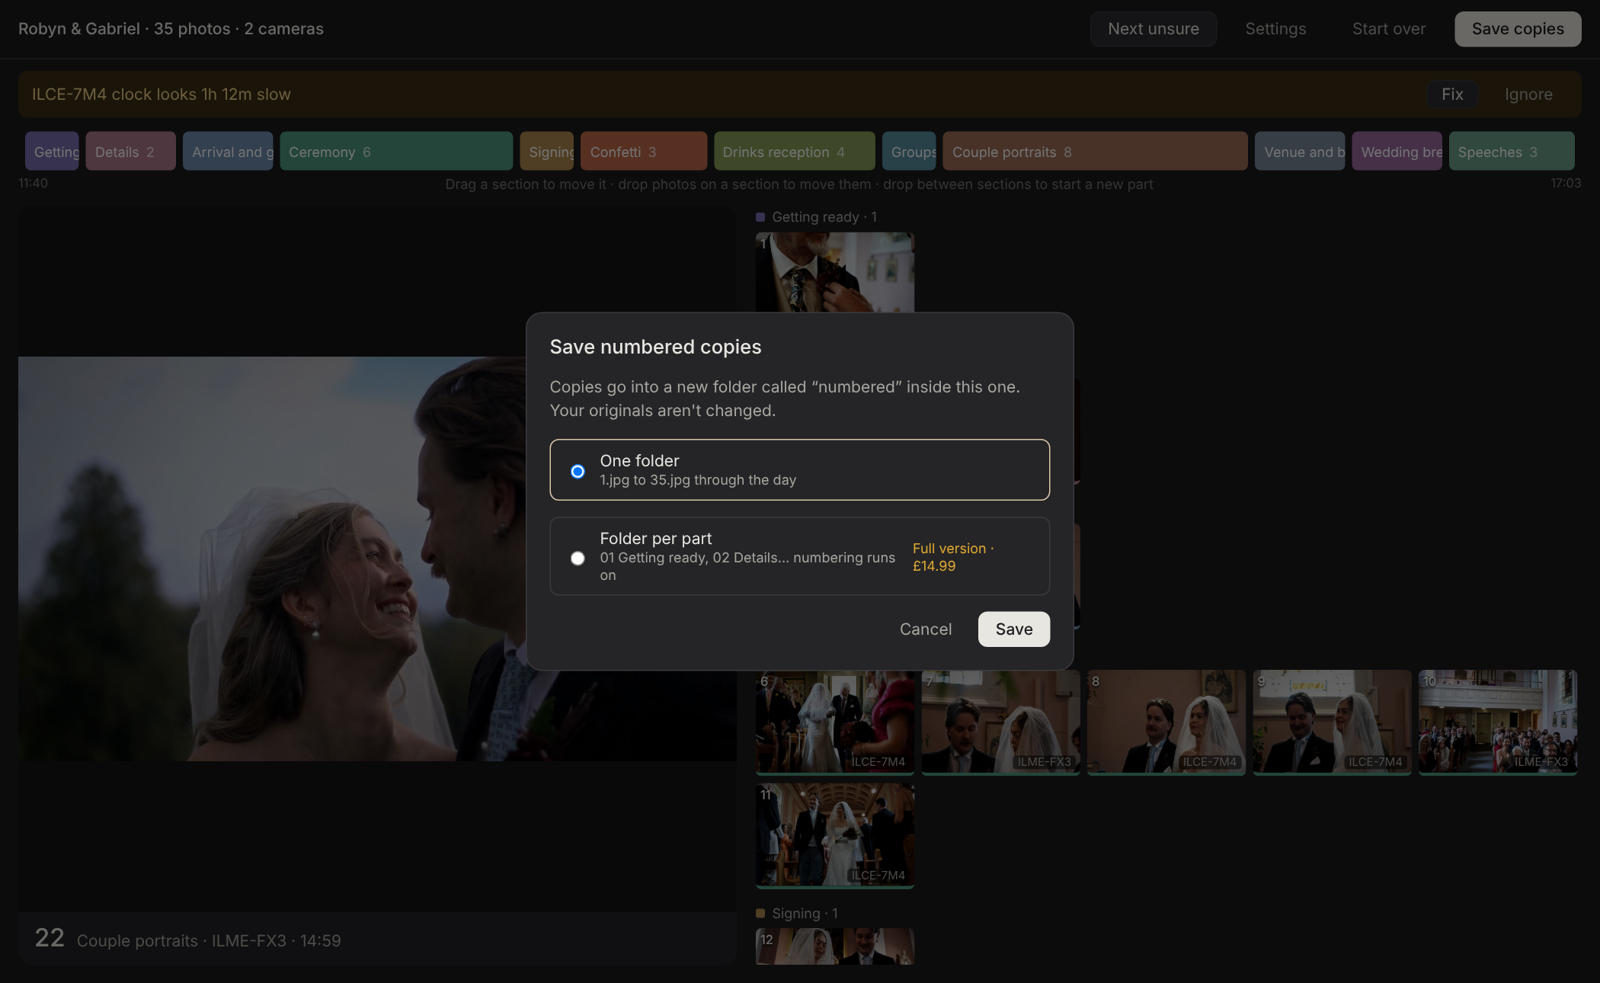 Robyn & Gabriel · 35 photos · 2 cameras
Next unsure
Settings
Start over
Save copies
ILCE-7M4 clock looks 1h 12m slow
Fix
Ignore
Getting
Details 2
Arrival and g
Ceremony 6
Signing
Confetti 3
Drinks reception 4
Groups
Couple portraits 8
Venue and b
Wedding bre
Speeches 3
11:40
Drag a section to move it · drop photos on a section to move them · drop between sections to start a new part
17:03
Getting ready · 1
1
Save numbered copies
Copies go into a new folder called “numbered” inside this one.
Your originals aren't changed.
One folder
1.jpg to 35.jpg through the day
Folder per part
01 Getting ready, 02 Details... numbering runs
on
Full version ·
£14.99
Cancel
Save
6
ILCE-7M4
7
ILME-FX3
8
ILCE-7M4
9
ILCE-7M4
10
ILME-FX3
11
ILCE-7M4
Signing · 1
12
22 Couple portraits · ILME-FX3 · 14:59